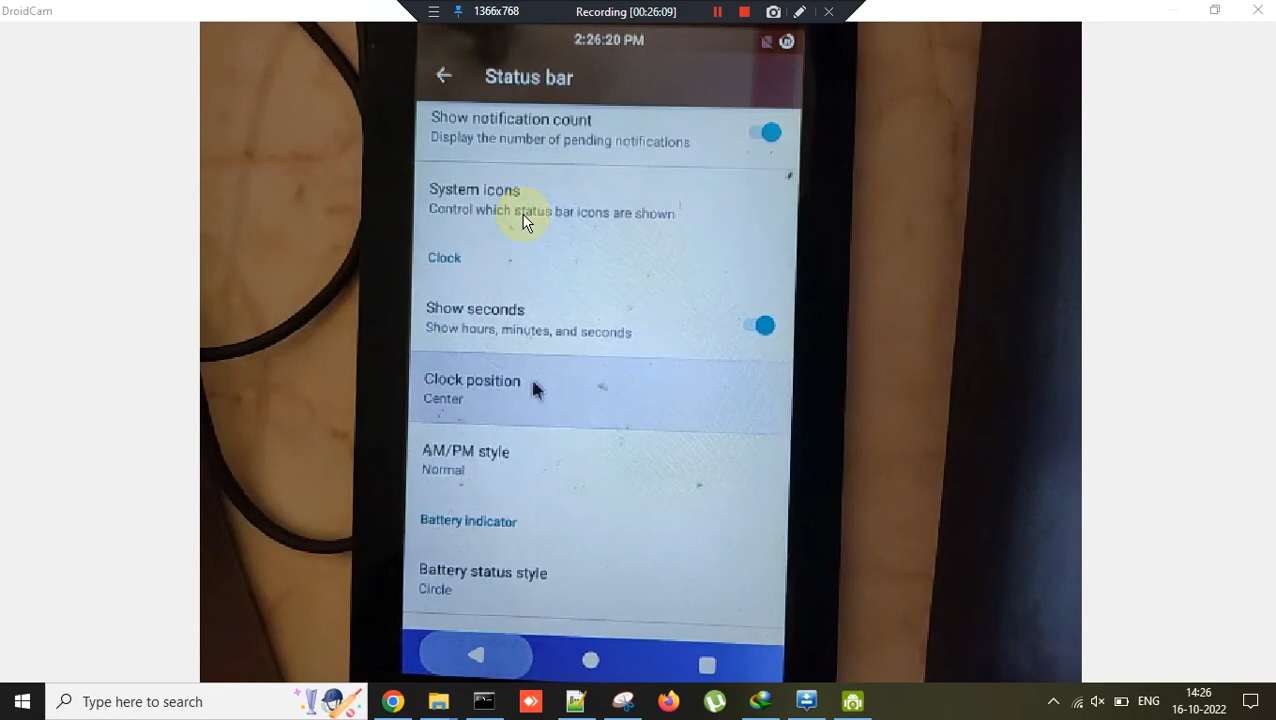 DroidCam
1366x768
Recording [00:26:09]
2:26:20 PM
Status bar
Show notification count
Display the number of pending notifications
System icons
Control which status bar icons are shown
Clock
Show seconds
Show hours, minutes, and seconds
Clock position
Center
AM/PM style
Normal
Battery indicator
Battery status style
Circle
Type here to search
ENG
14:26
16-10-2022